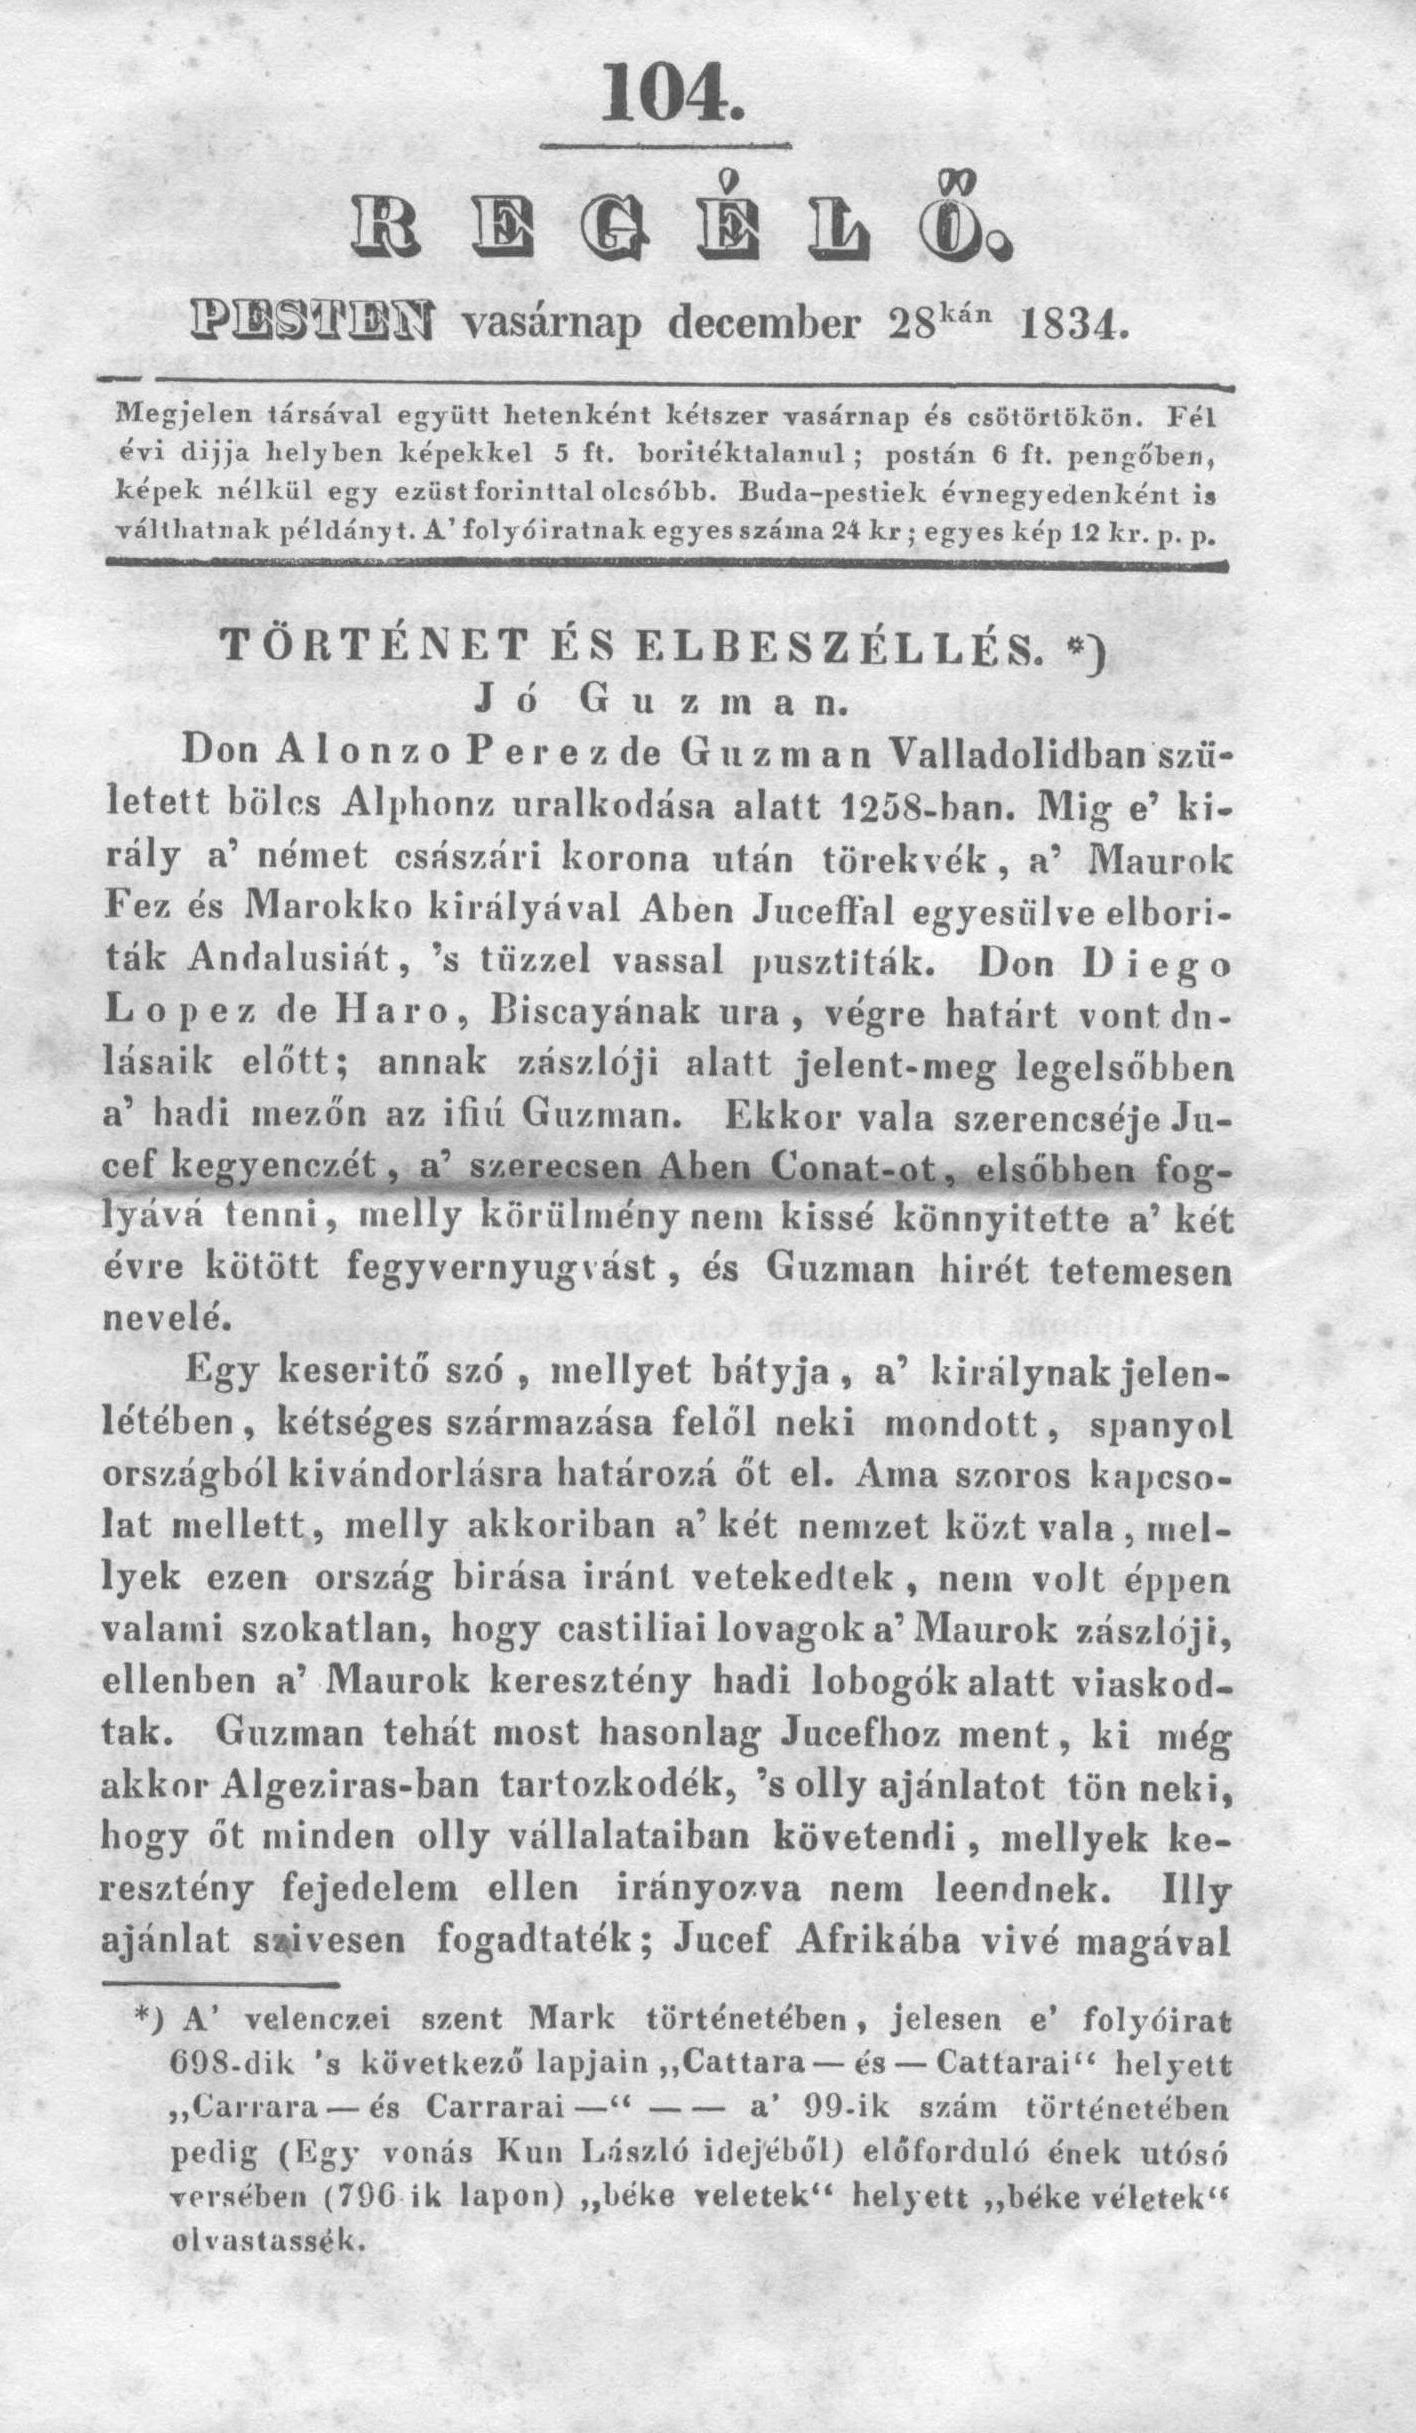 104.
REGÉLŐ.
PESTEN vasárnap december 28kán 1834.
Megjelen társával együtt hetenként kétszer vasárnap és csötörtökön. Fél
évi dijja helyben képekkel 5 ft. boritéktalanul; postán 6 ft. pengőben,
képek nélkül egy ezüst forinttal olcsóbb. Buda-pestiek évnegyedenként is
válthatnak példányt. A' folyóiratnak egyes száma 24 kr; egyes kép 12 kr. p. p.
TÖRTÉNET ÉS ELBESZÉLLÉS. *)
Jó Guzman.
Don Alonzo Perez de Guzman Valladolidban szü-
letett bölcs Alphonz uralkodása alatt 1258-ban. Mig e' ki-
rály a' német császári korona után törekvék, a' Maurok
Fez és Marokko királyával Aben Juceffal egyesülve elbori-
ták Andalusiát, 's tüzzel vassal pusztiták. Don Diego
Lopez de Haro, Biscayának ura, végre határt vont du-
lásaik előtt; annak zászlóji alatt jelent-meg legelsőbben
a' hadi mezőn az ifiú Guzman. Ekkor vala szerencséje Ju-
cef kegyenczét, a' szerecsen Aben Conat-ot, elsőbben fog-
lyává tenni, melly körülmény nem kissé könnyitette a' két
évre kötött fegyvernyugvást, és Guzman hirét tetemesen
nevelé.
Egy keseritő szó, mellyet bátyja, a' királynak jelen-
létében, kétséges származása felől neki mondott, spanyol
országból kivándorlásra határozá őt el. Ama szoros kapcso-
lat mellett, melly akkoriban a' két nemzet közt vala, mel-
lyek ezen ország birása iránt vetekedtek, nem volt éppen
valami szokatlan, hogy castiliai lovagok a' Maurok zászlóji,
ellenben a' Maurok keresztény hadi lobogók alatt viaskod-
tak. Guzman tehát most hasonlag Jucefhoz ment, ki még
akkor Algeziras-ban tartozkodék, 's olly ajánlatot tön neki,
hogy őt minden olly vállalataiban követendi, mellyek ke-
resztény fejedelem ellen irányozva nem leendnek. Illy
ajánlat szivesen fogadtaték; Jucef Afrikába vivé magával
*) A' velenczei szent Mark történetében, jelesen e' folyóirat
698-dik 's következő lapjain „Cattara — és — Cattarai“ helyett
„Carrara — és Carrarai —“ — — a' 99-ik szám történetében
pedig (Egy vonás Kun László idejéből) előforduló ének utósó
versében (796 ik lapon) „béke veletek“ helyett „béke véletek“
olvastassék.